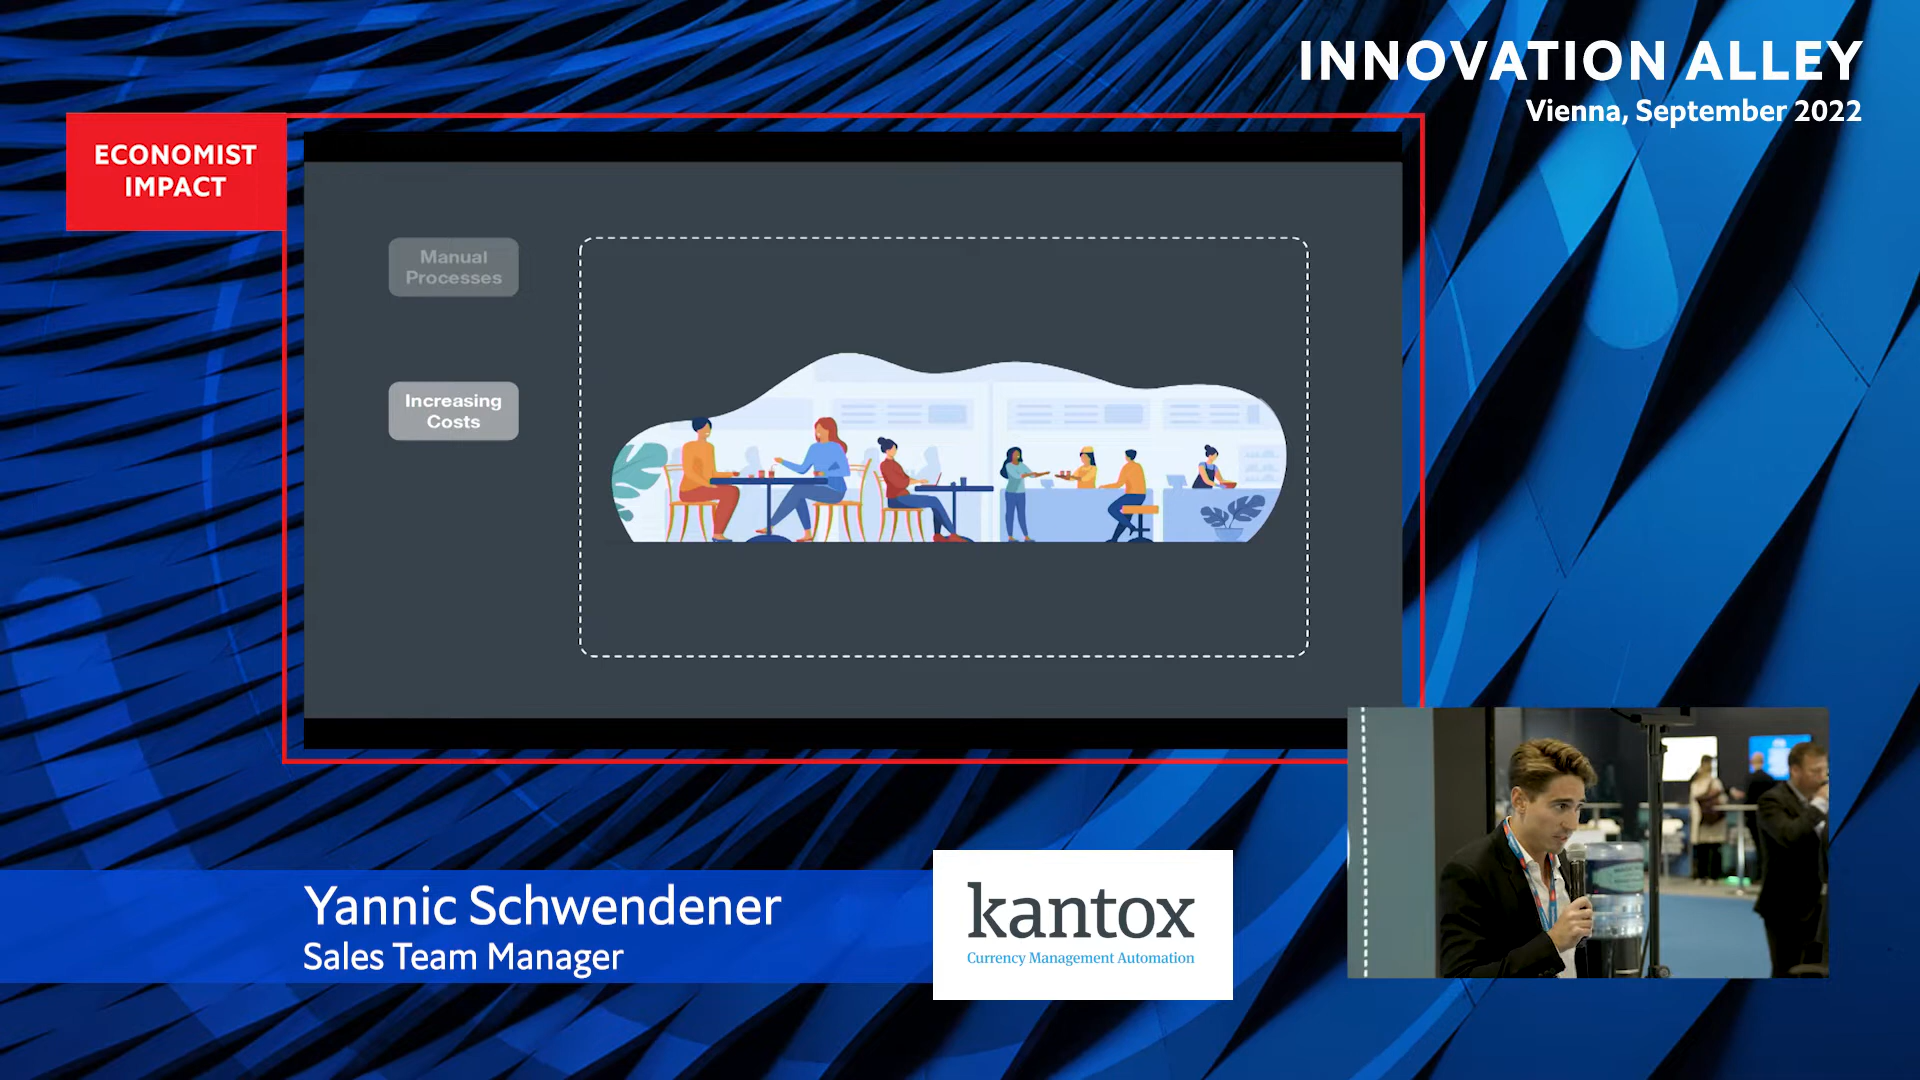 INNOVATION ALLEY
Vienna, September 2022
ECONOMIST
IMPACT
Manual
Processes
Increasing
Costs
Yannic Schwendener
Sales Team Manager
kantox
Currency Management Automation